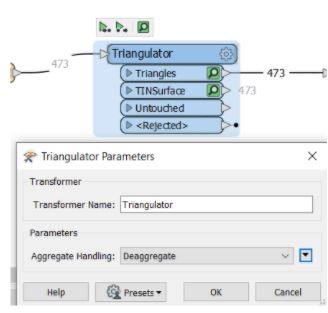 473
Triangulator
Triangles
473
TINSurface
473
Untouched
<Rejected>
Triangulator Parameters
Transformer
Transformer Name: Triangulator
Parameters
Aggregate Handling: Deaggregate
Help
Presets
OK
Cancel